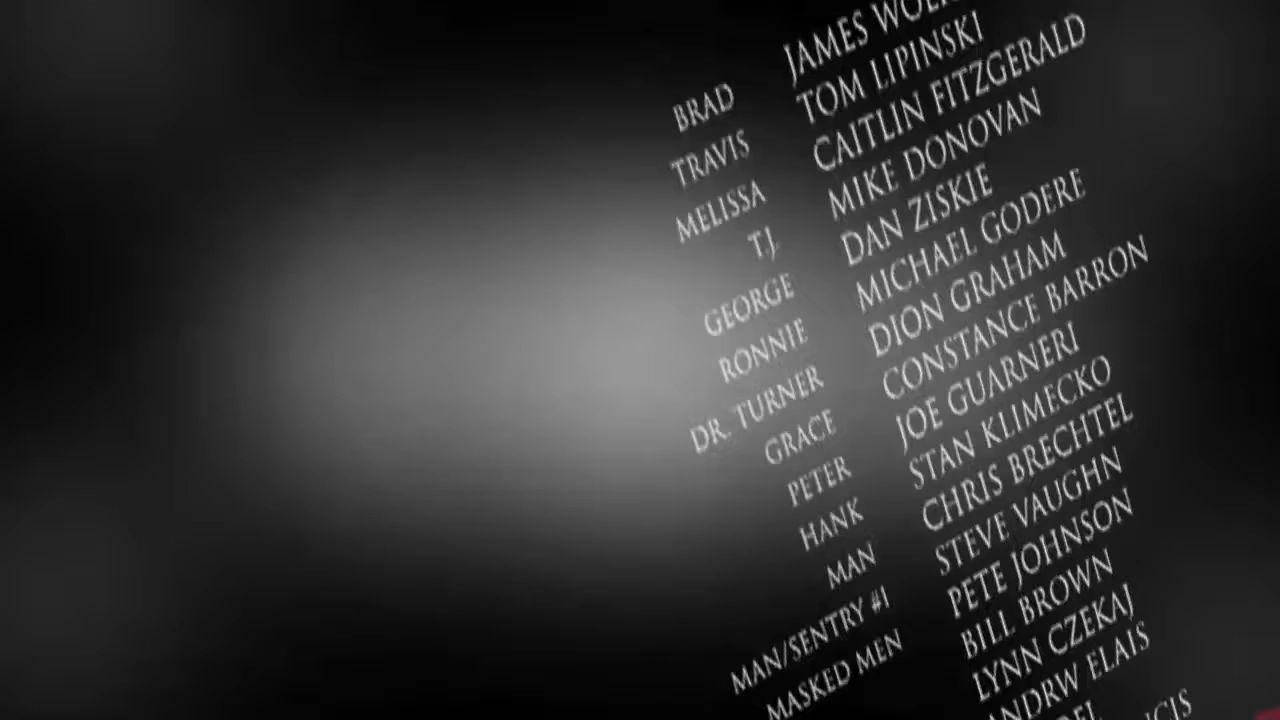 BRAD JAMES
TRAVIS TOM LIPINSKI
MELISSA CAITLIN FITZGERALD
T.J. MIKE DONOVAN
GEORGE DAN ZISKIE
RONNIE MICHAEL GODERE
DR. TURNER DION GRAHAM
GRACE CONSTANCE BARRON
PETER JOE GUARNERI
HANK STAN KLIMECKO
MAN CHRIS BRECHTEL
MAN/SENTRY #1 STEVE VAUGHN
MASKED MEN PETE JOHNSON
BILL BROWN
LYNN CZEKAJ
ANDRW ELAIS